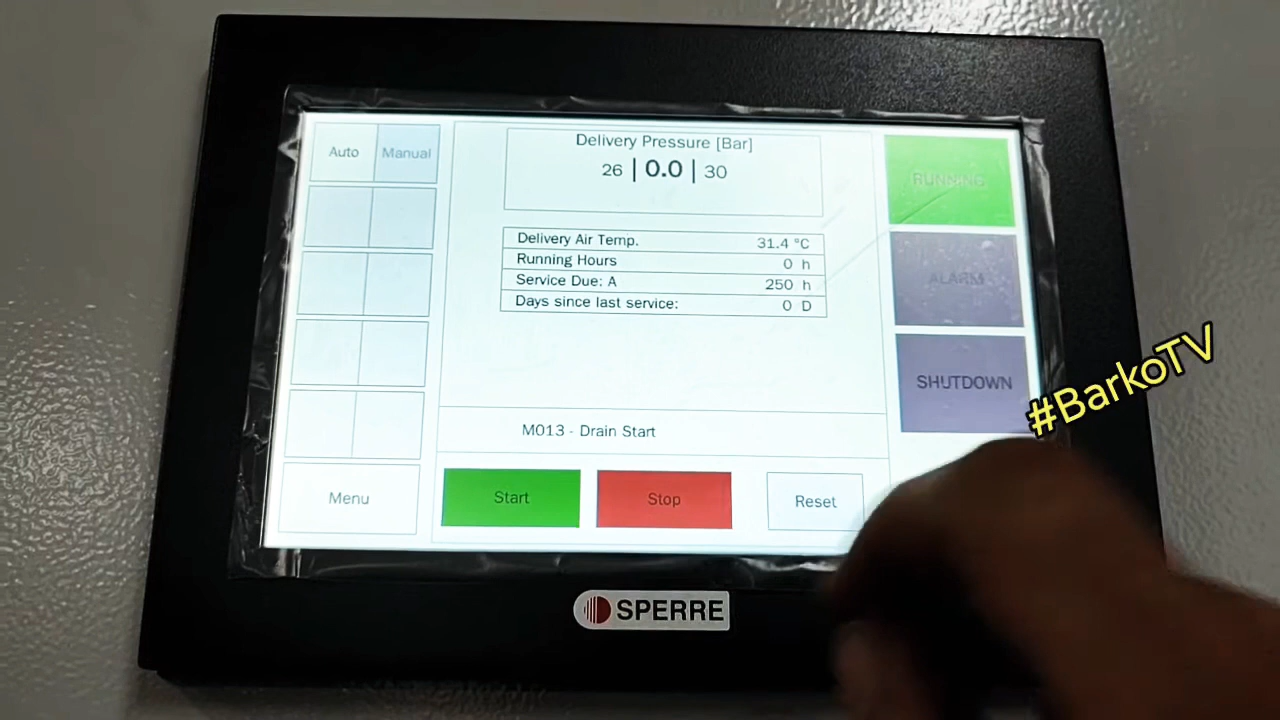 Auto Manual
Delivery Pressure [Bar]
26 | 0.0 | 30
RUNNING
Delivery Air Temp. 31.4 °C
Running Hours 0 h
Service Due: A 250 h
Days since last service: 0 D
ALARM
SHUTDOWN
#BarkoTV
M013 - Drain Start
Menu
Start
Stop
Reset
SPERRE